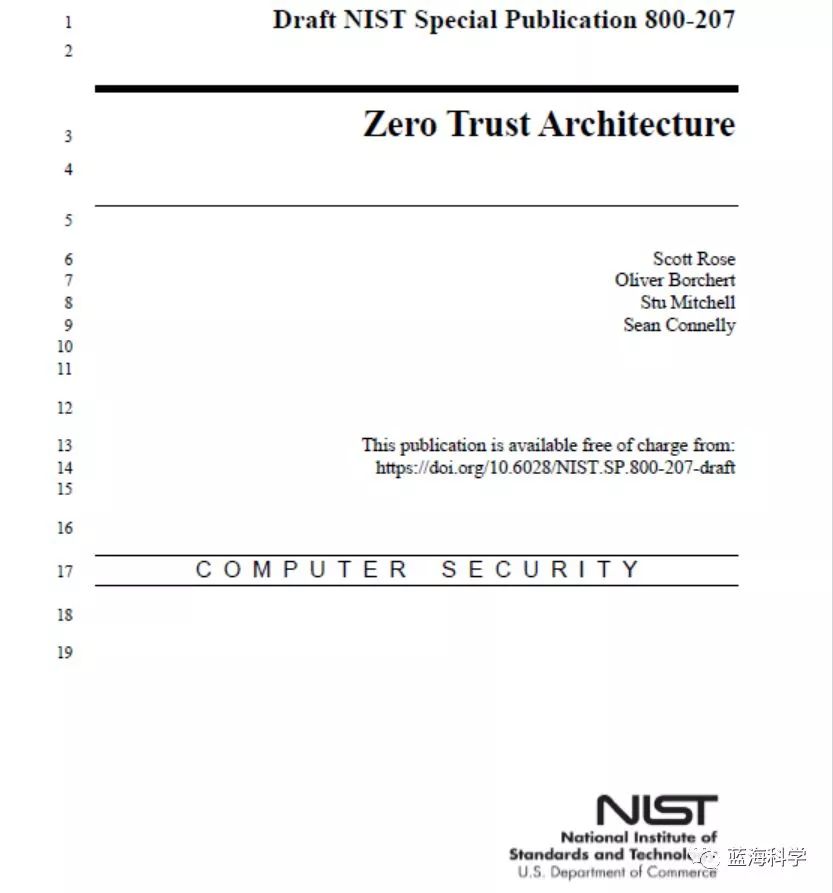 1 Draft NIST Special Publication 800-207
2
3 Zero Trust Architecture
4
5
6 Scott Rose
7 Oliver Borchert
8 Stu Mitchell
9 Sean Connelly
10
11
12
13 This publication is available free of charge from:
14 https://doi.org/10.6028/NIST.SP.800-207-draft
15
16
17 COMPUTER SECURITY
18
19
NIST
National Institute of
Standards and Technology
U.S. Department of Commerce
蓝海科学